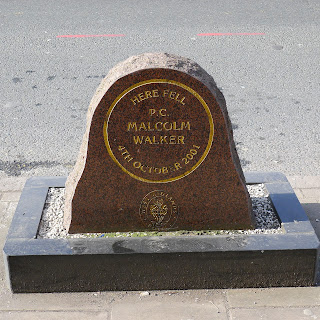 HERE FELL
P.C.
MALCOLM
WALKER
4TH OCTOBER 2001